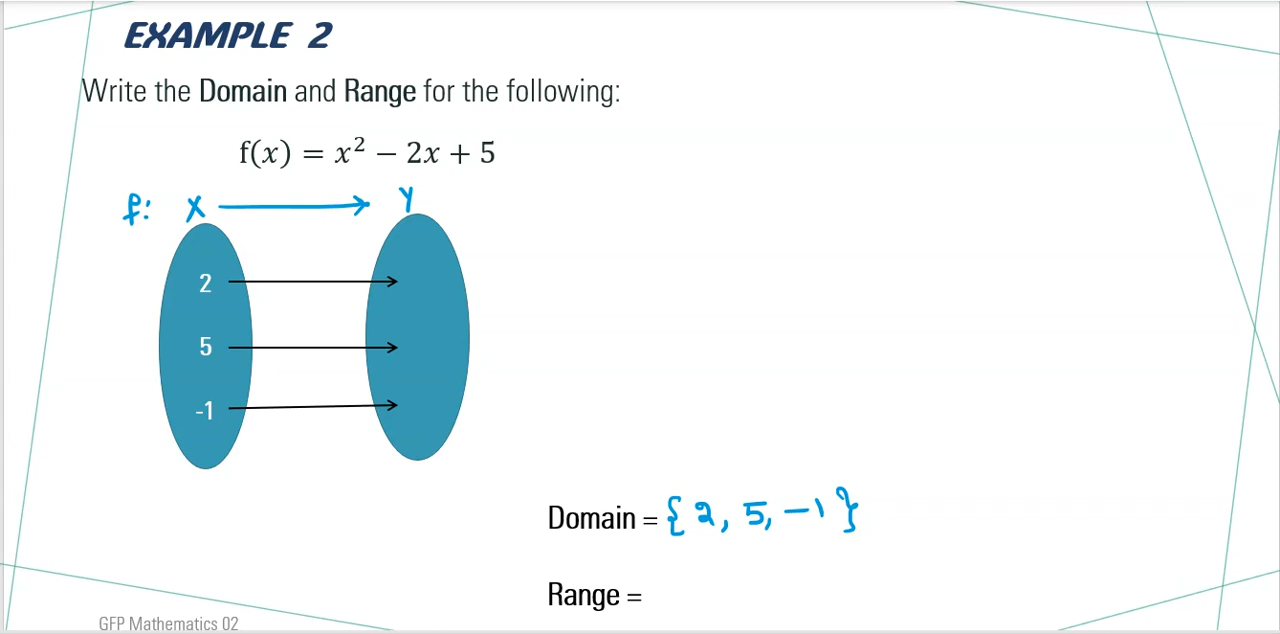 EXAMPLE 2
Write the Domain and Range for the following:
f(x) = x² − 2x + 5
f: X → Y
2
5
-1
Domain = { 2, 5, −1 }
Range =
GFP Mathematics 02